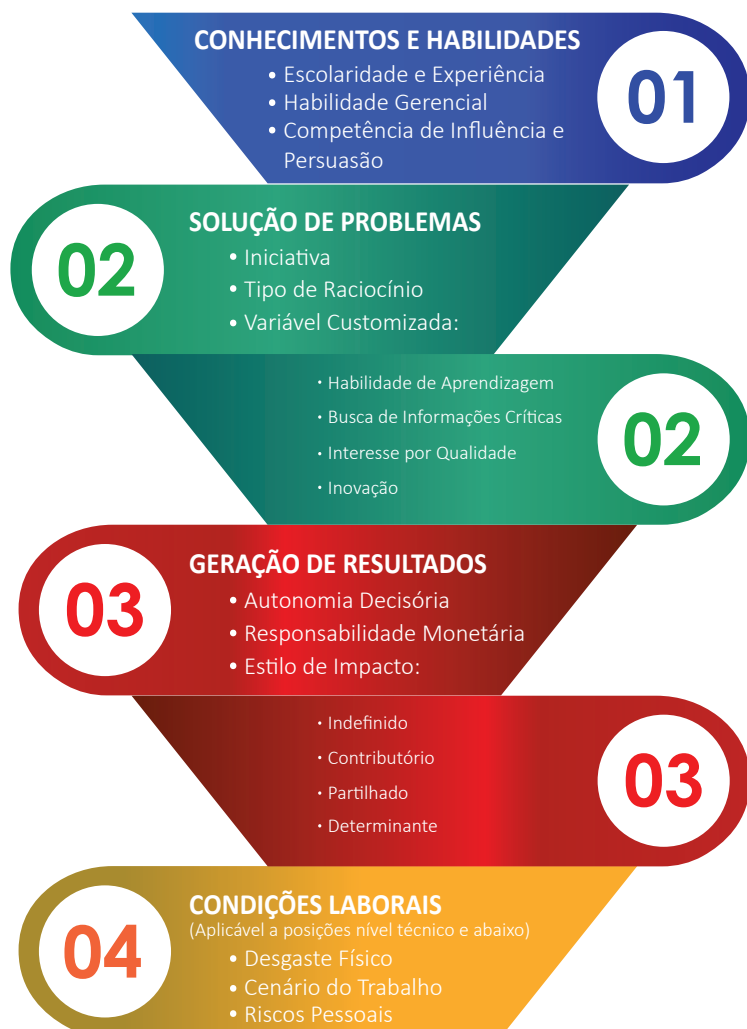 CONHECIMENTOS E HABILIDADES
• Escolaridade e Experiência
• Habilidade Gerencial
• Competência de Influência e
Persuasão
01
02
SOLUÇÃO DE PROBLEMAS
• Iniciativa
• Tipo de Raciocínio
• Variável Customizada:
• Habilidade de Aprendizagem
• Busca de Informações Críticas
• Interesse por Qualidade
• Inovação
02
03
GERAÇÃO DE RESULTADOS
• Autonomia Decisória
• Responsabilidade Monetária
• Estilo de Impacto:
• Indefinido
• Contributório
• Partilhado
• Determinante
03
04
CONDIÇÕES LABORAIS
(Aplicável a posições nível técnico e abaixo)
• Desgaste Físico
• Cenário do Trabalho
• Riscos Pessoais